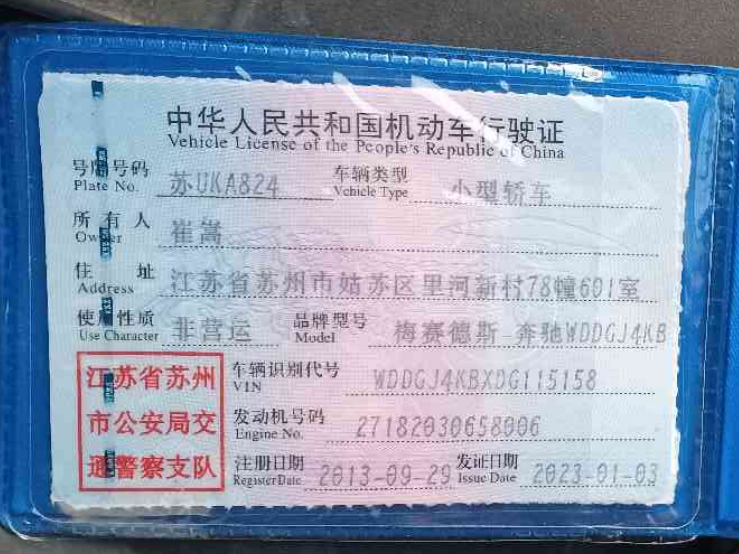 中华人民共和国机动车行驶证
Vehicle License of the People's Republic of China
号牌号码 苏UKA824 车辆类型 小型轿车
Plate No. Vehicle Type
所有人 崔嵩
Owner
住址 江苏省苏州市姑苏区里河新村78幢601室
Address
使用性质 非营运 品牌型号 梅赛德斯-奔驰WDDGJ4KB
Use Character Model
江苏省苏州
市公安局交
通警察支队
车辆识别代号 WDDGJ4KBXDG115158
VIN
发动机号码 27182030658006
Engine No.
注册日期 2013-09-29 发证日期 2023-01-03
Register Date Issue Date